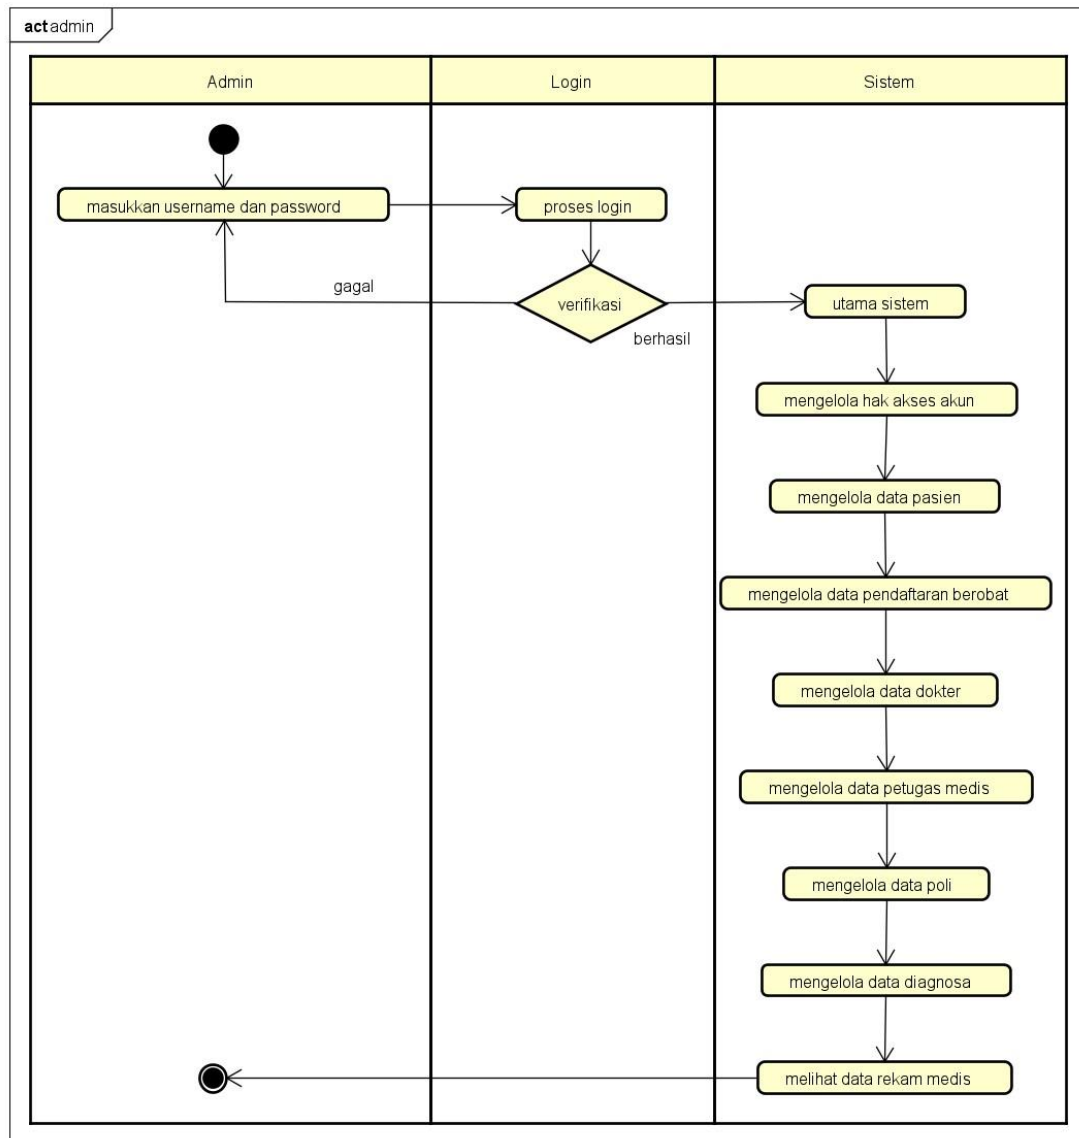 act admin
Admin
Login
Sistem
masukkan username dan password
proses login
gagal
verifikasi
berhasil
utama sistem
mengelola hak akses akun
mengelola data pasien
mengelola data pendaftaran berobat
mengelola data dokter
mengelola data petugas medis
mengelola data poli
mengelola data diagnosa
melihat data rekam medis